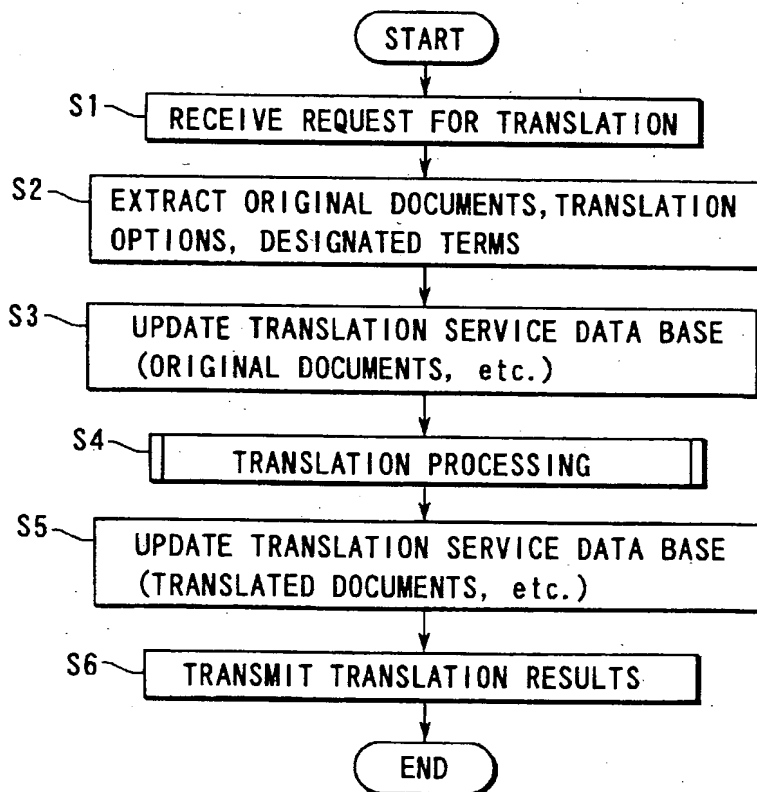 START
S1
RECEIVE REQUEST FOR TRANSLATION
S2
EXTRACT ORIGINAL DOCUMENTS, TRANSLATION
OPTIONS, DESIGNATED TERMS
S3
UPDATE TRANSLATION SERVICE DATA BASE
(ORIGINAL DOCUMENTS, etc.)
S4
TRANSLATION PROCESSING
S5
UPDATE TRANSLATION SERVICE DATA BASE
(TRANSLATED DOCUMENTS, etc.)
S6
TRANSMIT TRANSLATION RESULTS
END